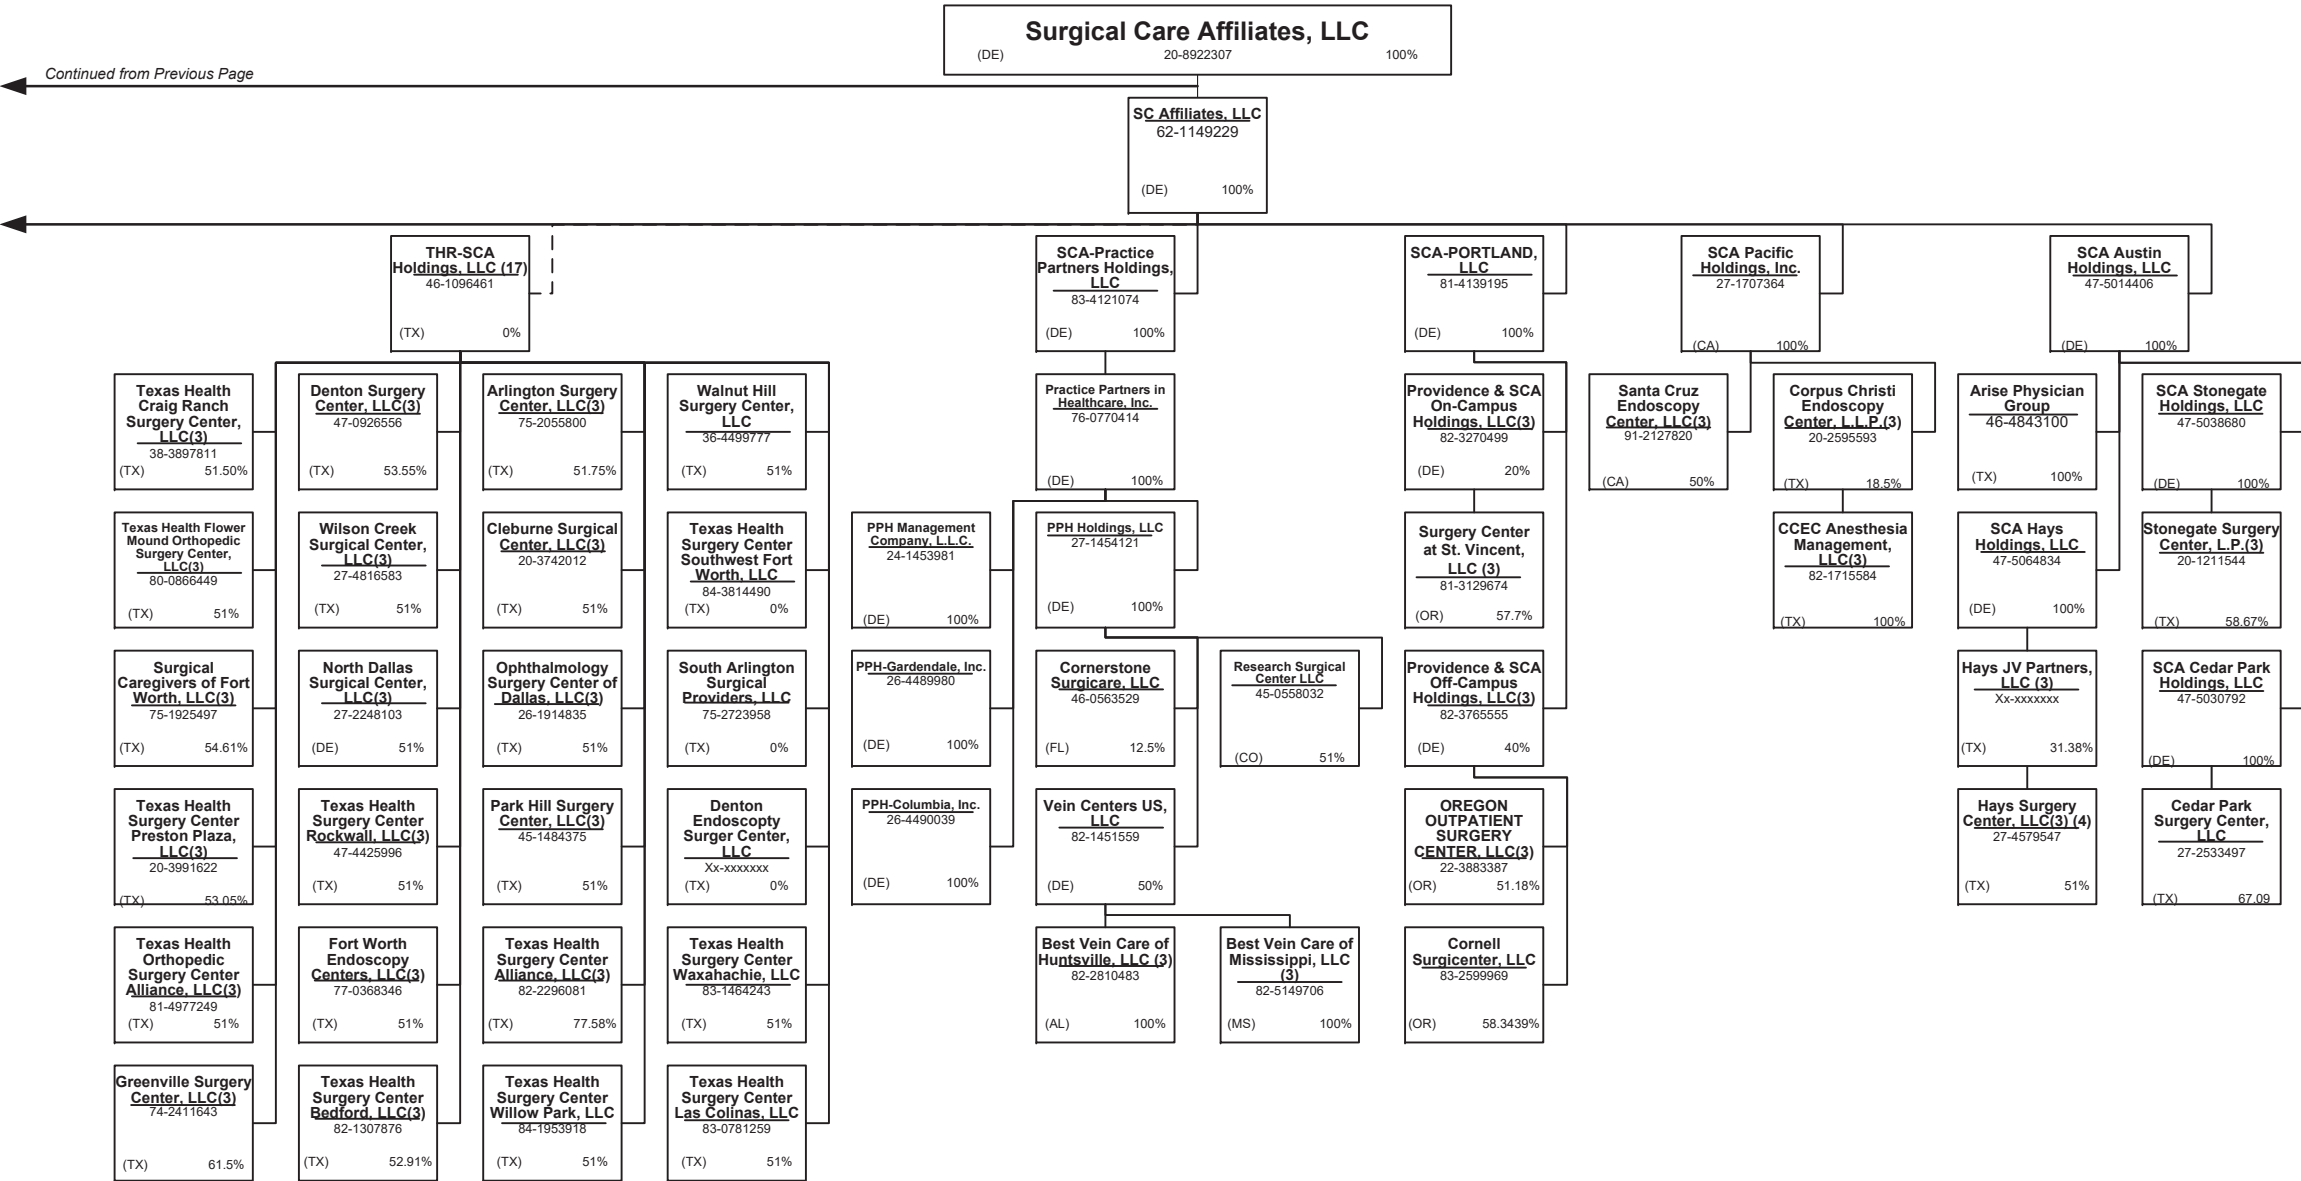 Surgical Care Affiliates, LLC
(DE) 20-8922307 100%
Continued from Previous Page
SC Affiliates, LLC
62-1149229
(DE) 100%
THR-SCA
Holdings, LLC (17)
46-1096461
(TX) 0%
SCA-Practice
Partners Holdings,
LLC
83-4121074
(DE) 100%
SCA-PORTLAND,
LLC
81-4139195
(DE) 100%
SCA Pacific
Holdings, Inc.
27-1707364
(CA) 100%
SCA Austin
Holdings, LLC
47-5014406
(DE) 100%
Texas Health
Craig Ranch
Surgery Center,
LLC(3)
38-3897811
(TX) 51.50%
Denton Surgery
Center, LLC(3)
47-0926556
(TX) 53.55%
Arlington Surgery
Center, LLC(3)
75-2055800
(TX) 51.75%
Walnut Hill
Surgery Center,
LLC
36-4499777
(TX) 51%
Practice Partners in
Healthcare, Inc.
76-0770414
(DE) 100%
Providence & SCA
On-Campus
Holdings, LLC(3)
82-3270499
(DE) 20%
Santa Cruz
Endoscopy
Center, LLC(3)
91-2127820
(CA) 50%
Corpus Christi
Endoscopy
Center, L.L.P.(3)
20-2595593
(TX) 18.5%
Arise Physician
Group
46-4843100
(TX) 100%
SCA Stonegate
Holdings, LLC
47-5038680
(DE) 100%
Texas Health Flower
Mound Orthopedic
Surgery Center,
LLC(3)
80-0866449
(TX) 51%
Wilson Creek
Surgical Center,
LLC(3)
27-4816583
(TX) 51%
Cleburne Surgical
Center, LLC(3)
20-3742012
(TX) 51%
Texas Health
Surgery Center
Southwest Fort
Worth, LLC
84-3814490
(TX) 0%
PPH Management
Company, L.L.C.
24-1453981
(DE) 100%
PPH Holdings, LLC
27-1454121
(DE) 100%
Surgery Center
at St. Vincent,
LLC (3)
81-3129674
(OR) 57.7%
CCEC Anesthesia
Management,
LLC(3)
82-1715584
(TX) 100%
SCA Hays
Holdings, LLC
47-5064834
(DE) 100%
Stonegate Surgery
Center, L.P.(3)
20-1211544
(TX) 58.67%
Surgical
Caregivers of Fort
Worth, LLC(3)
75-1925497
(TX) 54.61%
North Dallas
Surgical Center,
LLC(3)
27-2248103
(DE) 51%
Ophthalmology
Surgery Center of
Dallas, LLC(3)
26-1914835
(TX) 51%
South Arlington
Surgical
Providers, LLC
75-2723958
(TX) 0%
PPH-Gardendale, Inc.
26-4489980
(DE) 100%
Cornerstone
Surgicare, LLC
46-0563529
(FL) 12.5%
Research Surgical
Center LLC
45-0558032
(CO) 51%
Providence & SCA
Off-Campus
Holdings, LLC(3)
82-3765555
(DE) 40%
Hays JV Partners,
LLC (3)
Xx-xxxxxxx
(TX) 31.38%
SCA Cedar Park
Holdings, LLC
47-5030792
(DE) 100%
Texas Health
Surgery Center
Preston Plaza,
LLC(3)
20-3991622
(TX) 53.05%
Texas Health
Surgery Center
Rockwall, LLC(3)
47-4425996
(TX) 51%
Park Hill Surgery
Center, LLC(3)
45-1484375
(TX) 51%
Denton
Endoscopty
Surger Center,
LLC
Xx-xxxxxxx
(TX) 0%
PPH-Columbia, Inc.
26-4490039
(DE) 100%
Vein Centers US,
LLC
82-1451559
(DE) 50%
OREGON
OUTPATIENT
SURGERY
CENTER, LLC(3)
22-3883387
(OR) 51.18%
Hays Surgery
Center, LLC(3) (4)
27-4579547
(TX) 51%
Cedar Park
Surgery Center,
LLC
27-2533497
(TX) 67.09
Texas Health
Orthopedic
Surgery Center
Alliance, LLC(3)
81-4977249
(TX) 51%
Fort Worth
Endoscopy
Centers, LLC(3)
77-0368346
(TX) 51%
Texas Health
Surgery Center
Alliance, LLC(3)
82-2296081
(TX) 77.58%
Texas Health
Surgery Center
Waxahachie, LLC
83-1464243
(TX) 51%
Best Vein Care of
Huntsville, LLC (3)
82-2810483
(AL) 100%
Best Vein Care of
Mississippi, LLC
(3)
82-5149706
(MS) 100%
Cornell
Surgicenter, LLC
83-2599969
(OR) 58.3439%
Greenville Surgery
Center, LLC(3)
74-2411643
(TX) 61.5%
Texas Health
Surgery Center
Bedford, LLC(3)
82-1307876
(TX) 52.91%
Texas Health
Surgery Center
Willow Park, LLC
84-1953918
(TX) 51%
Texas Health
Surgery Center
Las Colinas, LLC
83-0781259
(TX) 51%